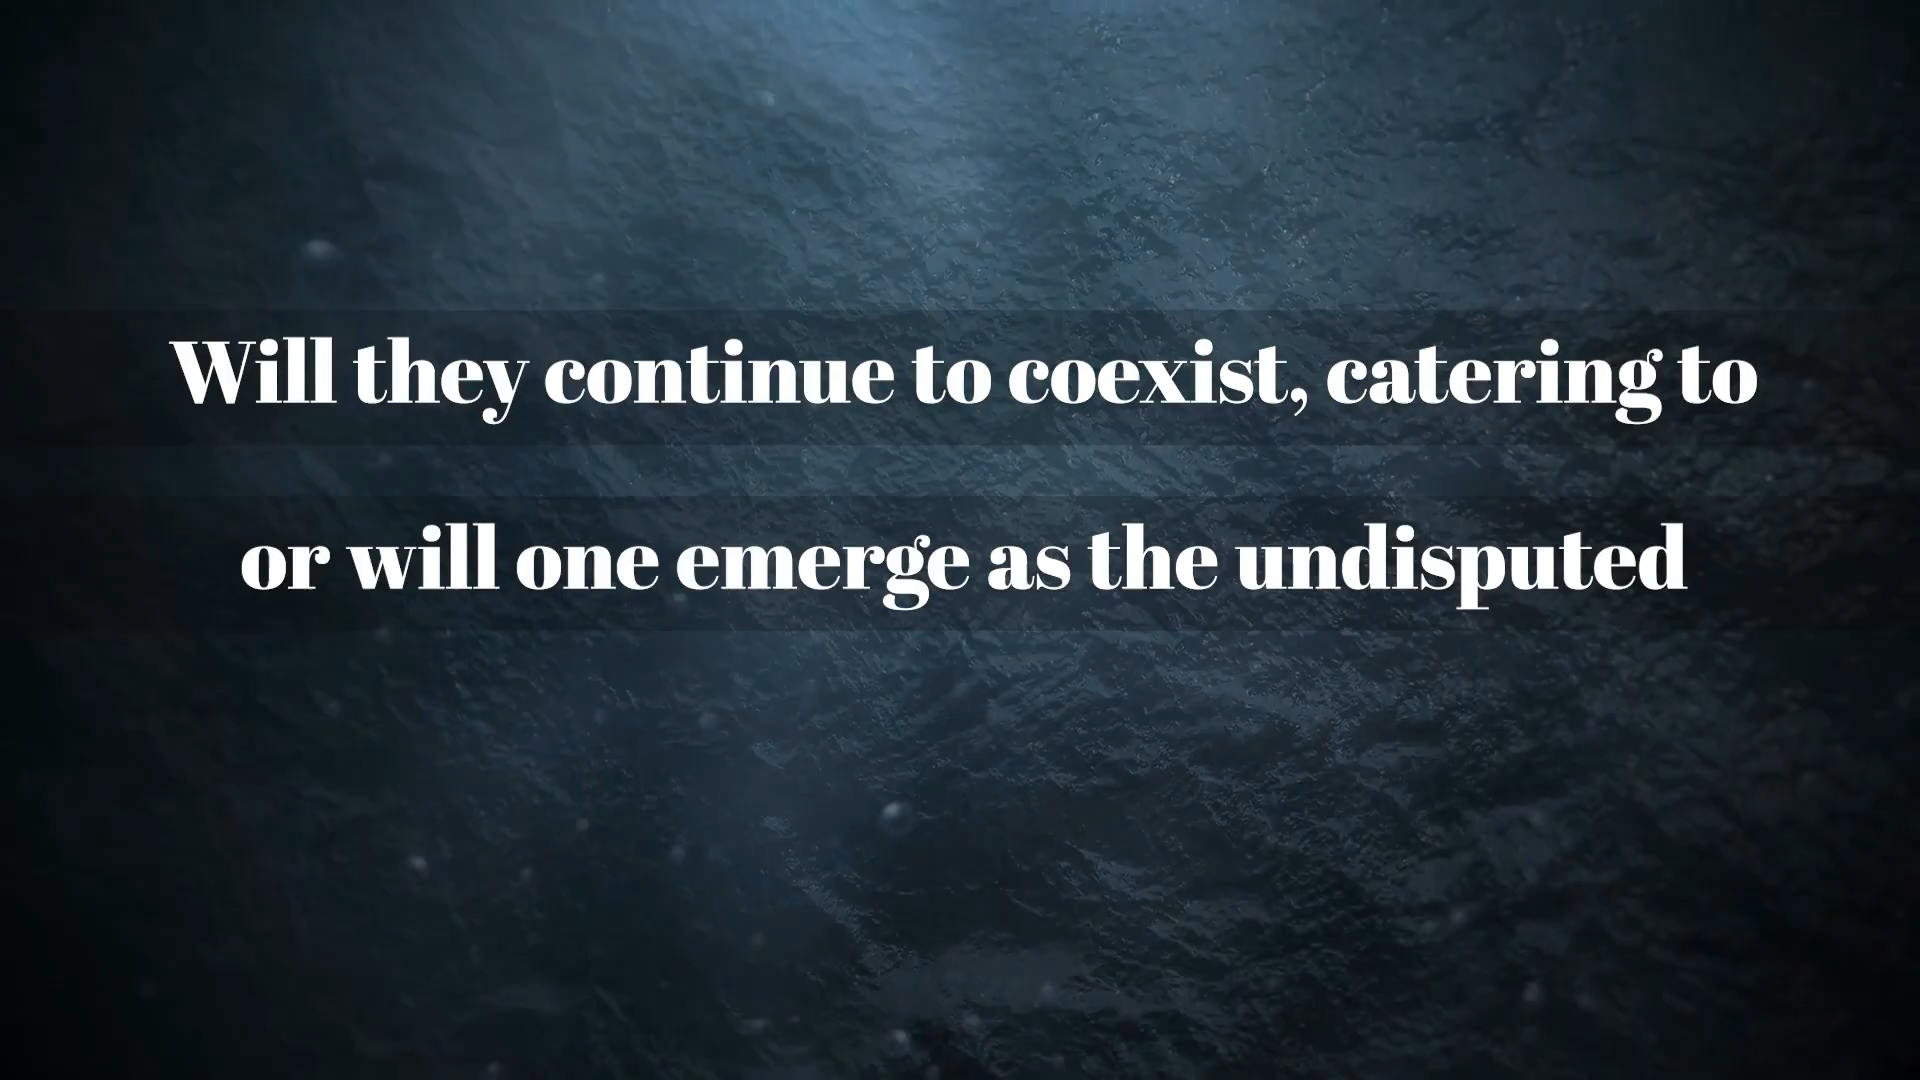 Will they continue to coexist, catering to
or will one emerge as the undisputed